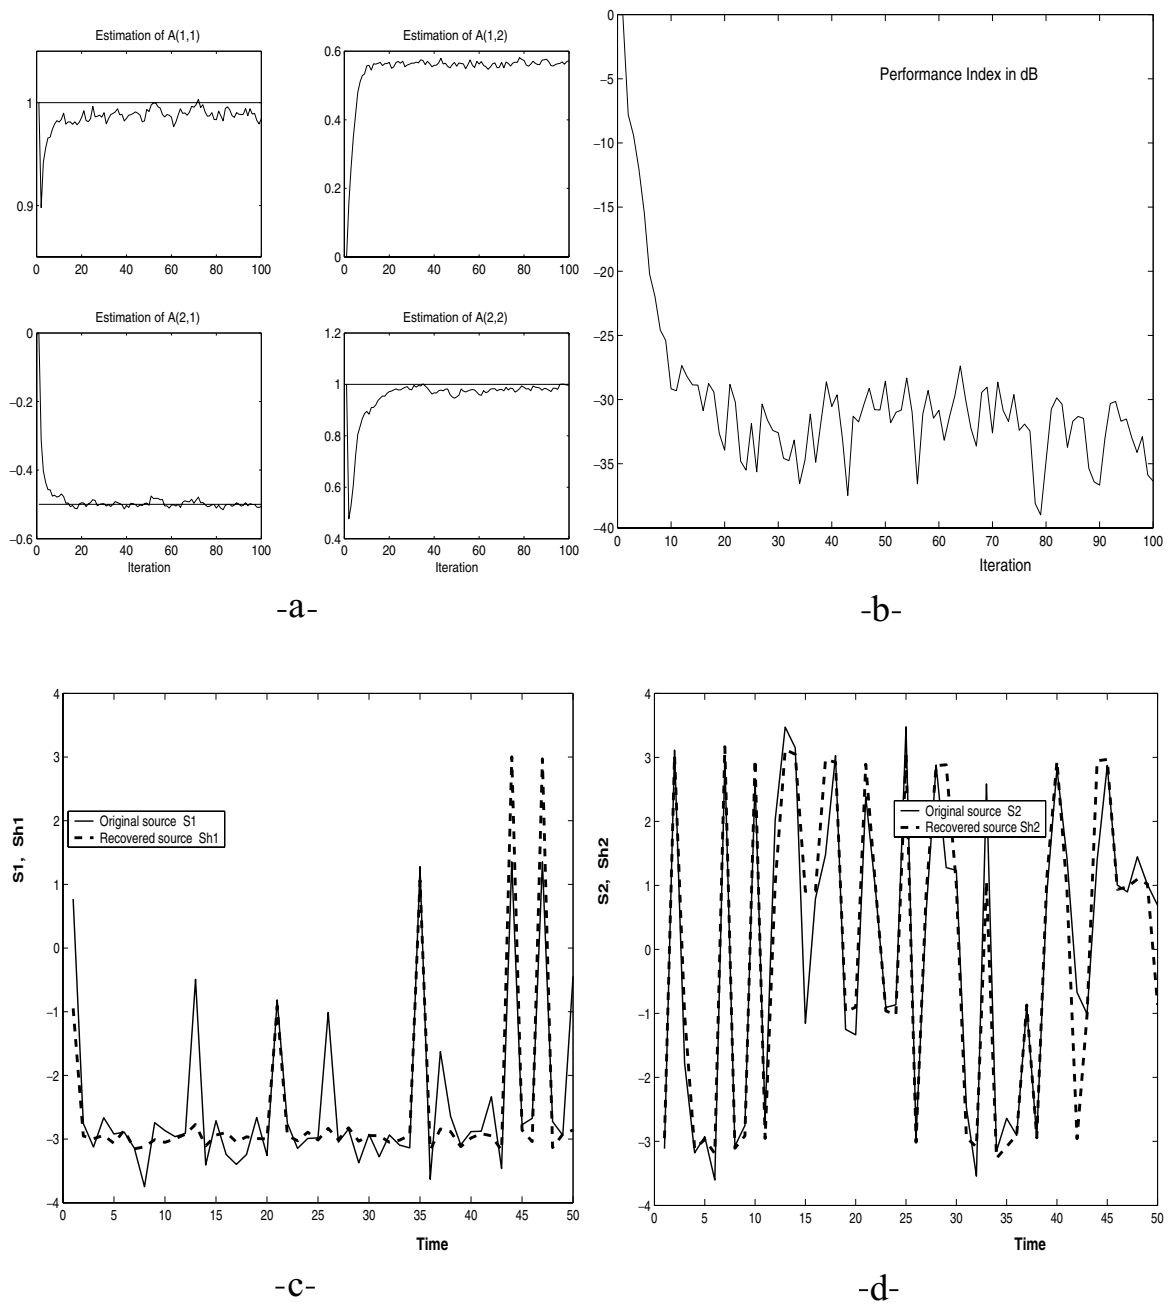 Estimation of A(1,1)
1
0.9
0 20 40 60 80 100
Estimation of A(1,2)
0.6
0.4
0.2
0
0 20 40 60 80 100
Estimation of A(2,1)
0
−0.2
−0.4
−0.6
0 20 40 60 80 100
Iteration
Estimation of A(2,2)
1.2
1
0.8
0.6
0.4
0 20 40 60 80 100
Iteration
-a-
Performance Index in dB
0
−5
−10
−15
−20
−25
−30
−35
−40
0 10 20 30 40 50 60 70 80 90 100
Iteration
-b-
S1, Sh1
4
3
2
1
0
−1
−2
−3
−4
Original source S1
Recovered source Sh1
0 5 10 15 20 25 30 35 40 45 50
Time
-c-
S2, Sh2
4
3
2
1
0
−1
−2
−3
−4
Original source S2
Recovered source Sh2
0 5 10 15 20 25 30 35 40 45 50
Time
-d-